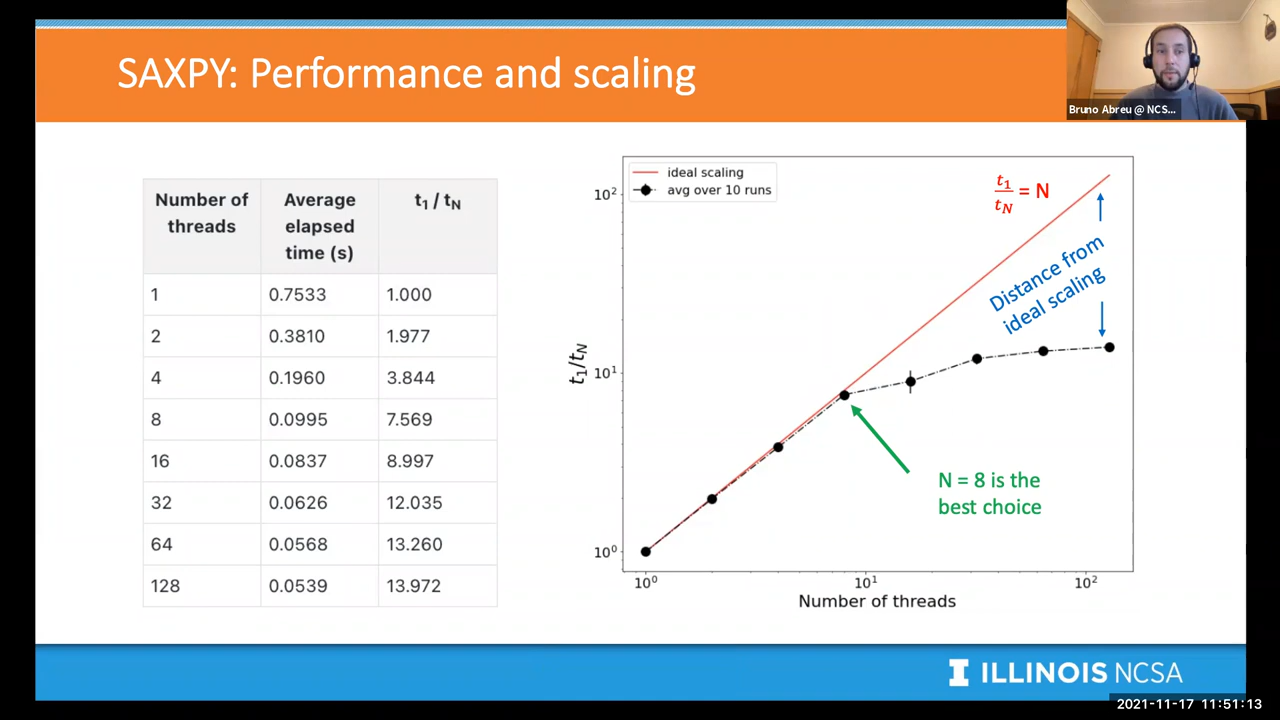 SAXPY: Performance and scaling
Bruno Abreu @ NCS...
Number of threads Average elapsed time (s) t₁ / t_N
1 0.7533 1.000
2 0.3810 1.977
4 0.1960 3.844
8 0.0995 7.569
16 0.0837 8.997
32 0.0626 12.035
64 0.0568 13.260
128 0.0539 13.972
ideal scaling
avg over 10 runs
t₁/t_N = N
Distance from
ideal scaling
N = 8 is the
best choice
t₁/t_N
10²
10¹
10⁰
10⁰ 10¹ 10²
Number of threads
I ILLINOIS NCSA
2021-11-17 11:51:13